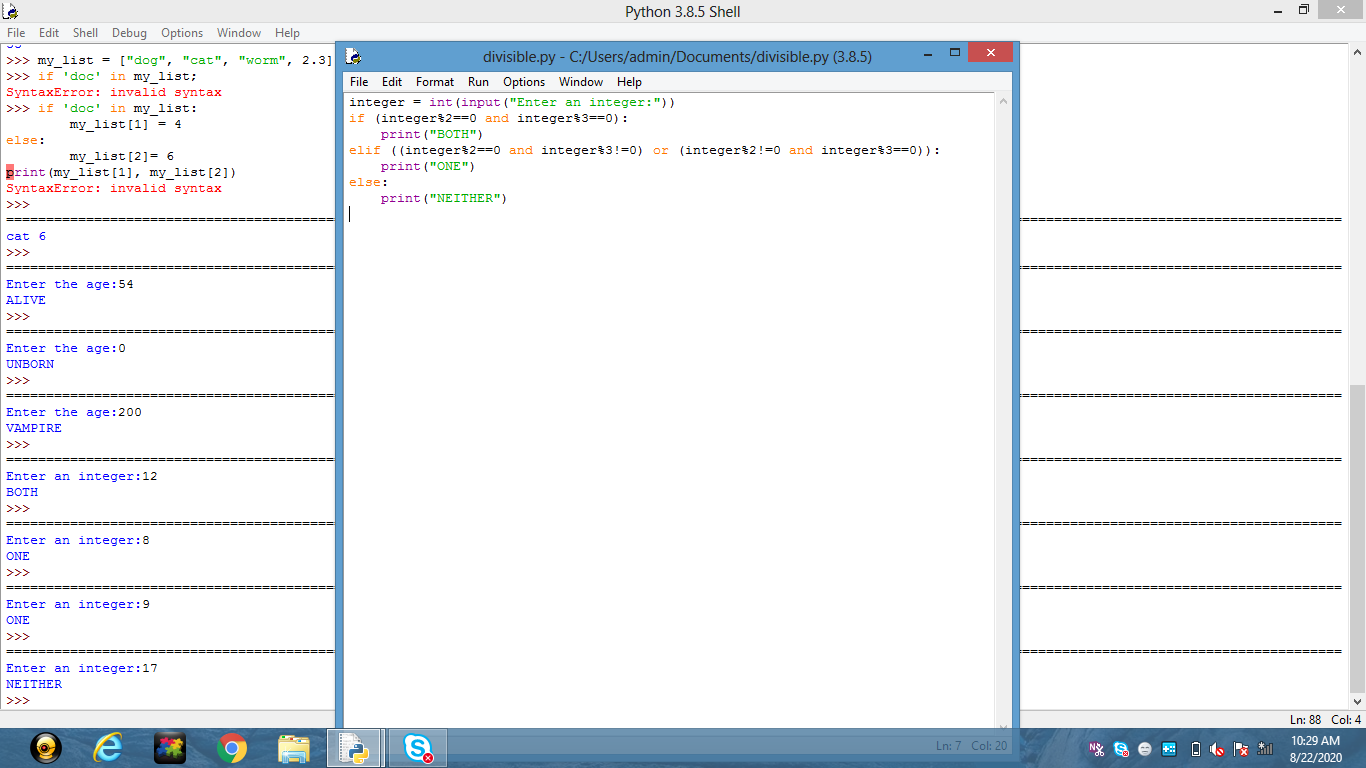 Python 3.8.5 Shell
File Edit Shell Debug Options Window Help
>>> my_list = ["dog", "cat", "worm", 2.3]
>>> if 'doc' in my_list;
SyntaxError: invalid syntax
>>> if 'doc' in my_list:
my_list[1] = 4
else:
my_list[2]= 6
print(my_list[1], my_list[2])
SyntaxError: invalid syntax
>>>
cat 6
>>>
Enter the age:54
ALIVE
>>>
Enter the age:0
UNBORN
>>>
Enter the age:200
VAMPIRE
>>>
Enter an integer:12
BOTH
>>>
Enter an integer:8
ONE
>>>
Enter an integer:9
ONE
>>>
Enter an integer:17
NEITHER
>>>
divisible.py - C:/Users/admin/Documents/divisible.py (3.8.5)
File Edit Format Run Options Window Help
integer = int(input("Enter an integer:"))
if (integer%2==0 and integer%3==0):
print("BOTH")
elif ((integer%2==0 and integer%3!=0) or (integer%2!=0 and integer%3==0)):
print("ONE")
else:
print("NEITHER")
Ln: 7 Col: 20
Ln: 88 Col: 4
10:29 AM
8/22/2020